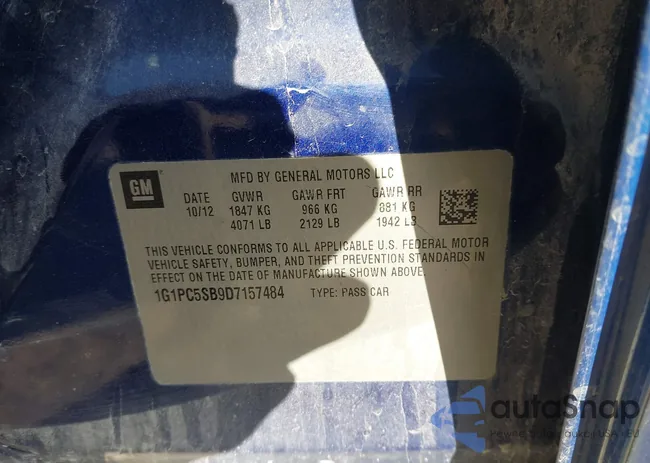 GM
MFD BY GENERAL MOTORS LLC
DATE GVWR GAWR FRT GAWR RR
10/12 1847 KG 966 KG 881 KG
4071 LB 2129 LB 1942 LB
THIS VEHICLE CONFORMS TO ALL APPLICABLE U.S. FEDERAL MOTOR
VEHICLE SAFETY, BUMPER, AND THEFT PREVENTION STANDARDS IN
EFFECT ON THE DATE OF MANUFACTURE SHOWN ABOVE.
1G1PC5SB9D7157484 TYPE: PASS CAR
autoSnap